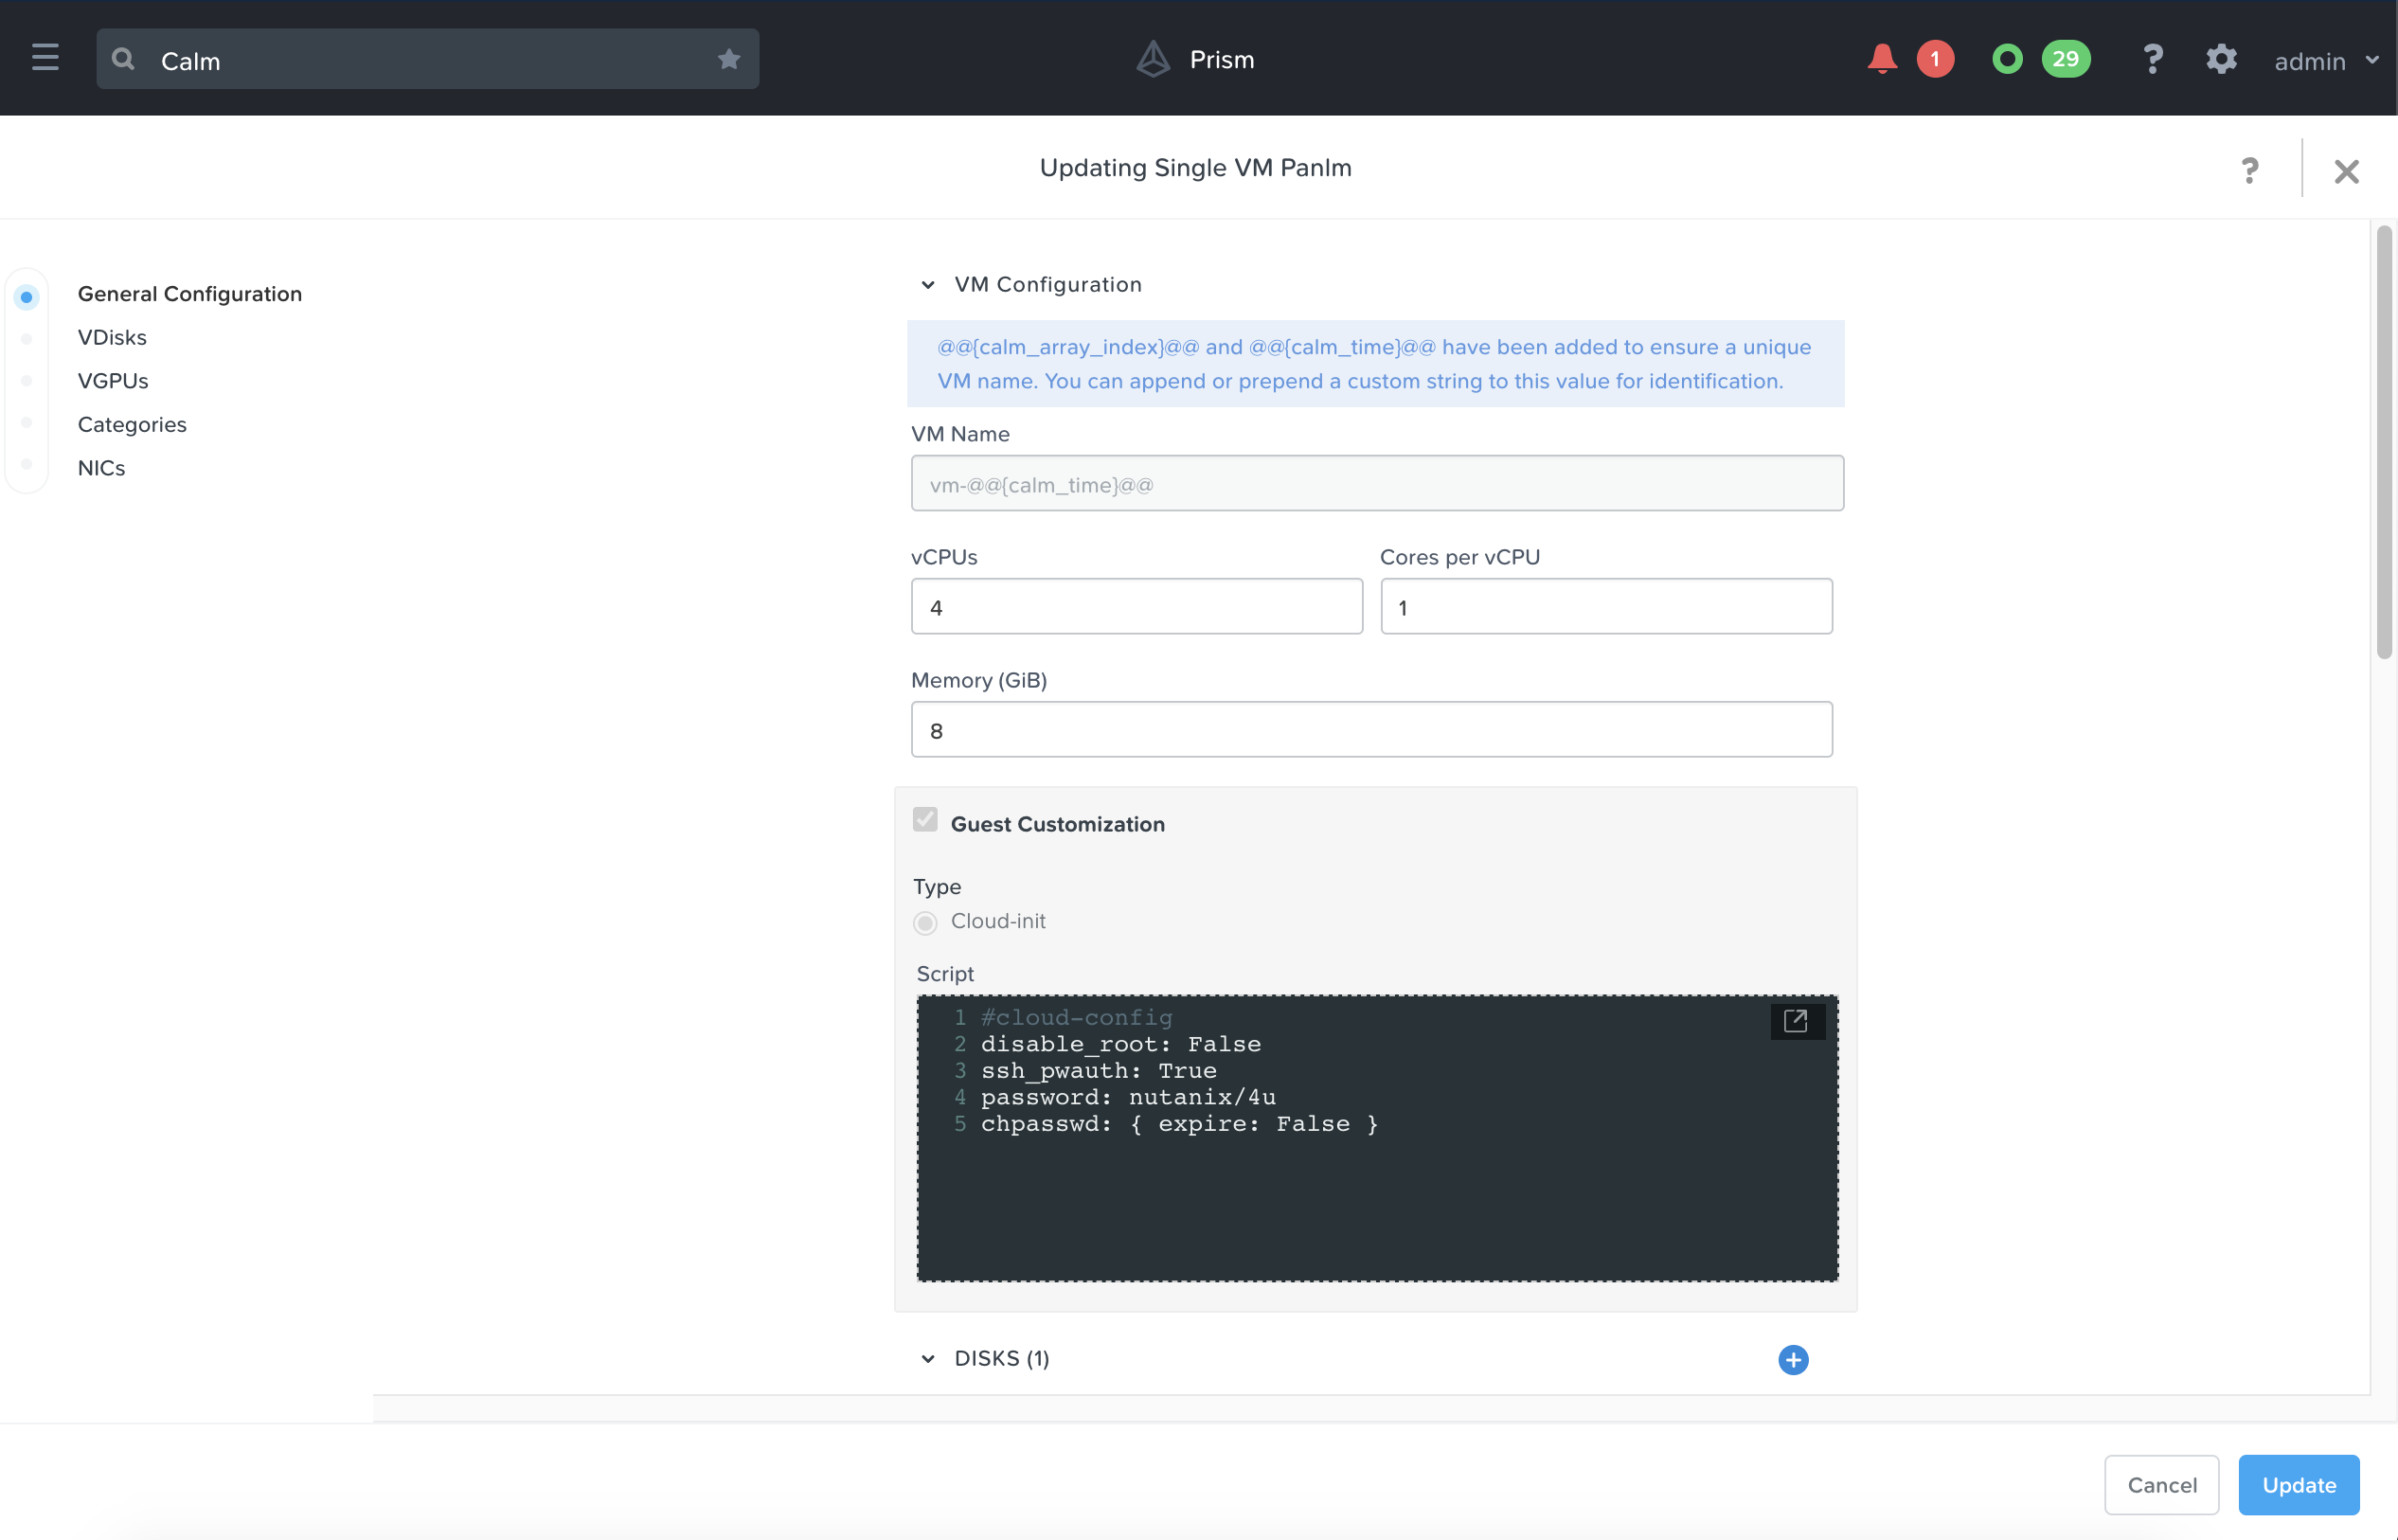 Calm
Prism
1
29
?
admin
Updating Single VM Panlm
?
General Configuration
VDisks
VGPUs
Categories
NICs
VM Configuration
@@{calm_array_index}@@ and @@{calm_time}@@ have been added to ensure a unique
VM name. You can append or prepend a custom string to this value for identification.
VM Name
vm-@@{calm_time}@@
vCPUs
Cores per vCPU
4
1
Memory (GiB)
8
Guest Customization
Type
Cloud-init
Script
1 #cloud-config
2 disable_root: False
3 ssh_pwauth: True
4 password: nutanix/4u
5 chpasswd: { expire: False }
DISKS (1)
Cancel
Update